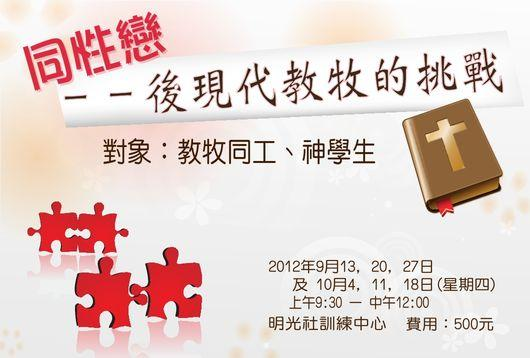 同性戀
－－後現代教牧的挑戰
對象：教牧同工、神學生
2012年9月13，20，27日
及 10月4，11，18日(星期四)
上午9:30 － 中午12:00
明光社訓練中心　費用：500元